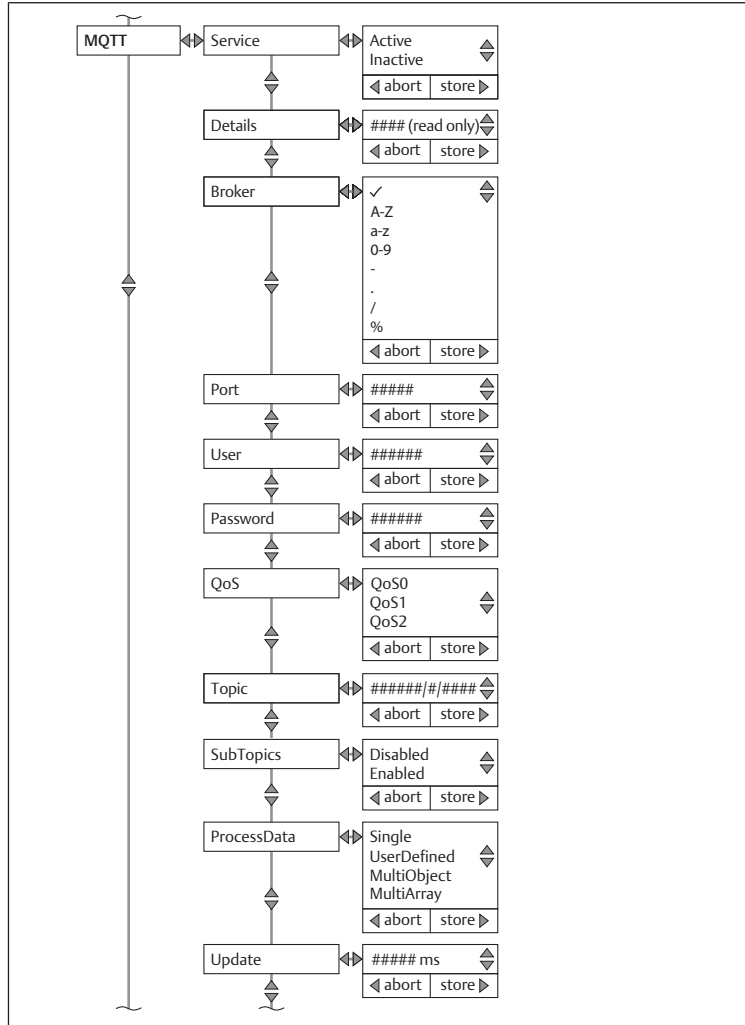 MQTT
Service
Active
Inactive
abort store
Details
#### (read only)
abort store
Broker
✓
A-Z
a-z
0-9
-
.
/
%
abort store
Port
#####
abort store
User
######
abort store
Password
######
abort store
QoS
QoS0
QoS1
QoS2
abort store
Topic
######/#/####
abort store
SubTopics
Disabled
Enabled
abort store
ProcessData
Single
UserDefined
MultiObject
MultiArray
abort store
Update
##### ms
abort store